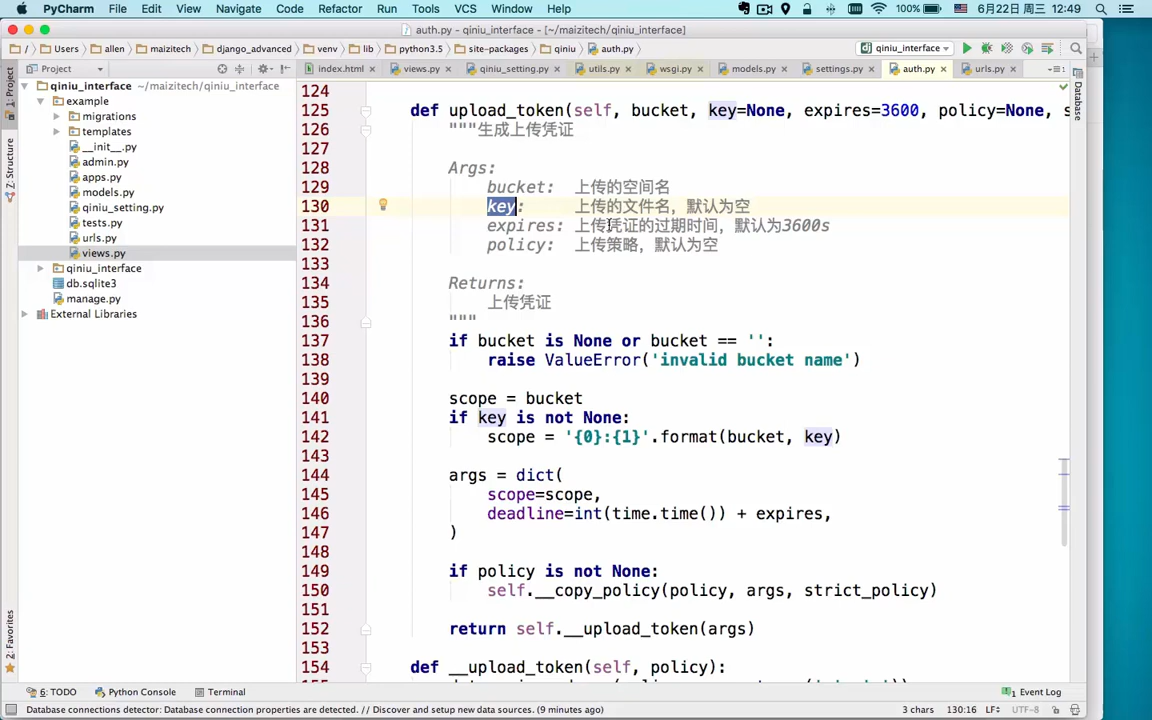 PyCharm File Edit View Navigate Code Refactor Run Tools VCS Window Help 100% 6月22日 周三 12:49
auth.py - qiniu_interface - [~/maizitech/qiniu_interface]
/ Users allen maizitech django_advanced venv lib python3.5 site-packages qiniu auth.py qiniu_interface
Project index.html views.py qiniu_setting.py utils.py wsgi.py models.py settings.py auth.py urls.py
1: Project
Z: Structure
2: Favorites
Database
qiniu_interface (~/maizitech/qiniu_interface)
example
migrations
templates
__init__.py
admin.py
apps.py
models.py
qiniu_setting.py
tests.py
urls.py
views.py
qiniu_interface
db.sqlite3
manage.py
External Libraries
124
125 def upload_token(self, bucket, key=None, expires=3600, policy=None, s
126 """生成上传凭证
127
128 Args:
129 bucket: 上传的空间名
130 key: 上传的文件名，默认为空
131 expires: 上传凭证的过期时间，默认为3600s
132 policy: 上传策略，默认为空
133
134 Returns:
135 上传凭证
136 """
137 if bucket is None or bucket == '':
138 raise ValueError('invalid bucket name')
139
140 scope = bucket
141 if key is not None:
142 scope = '{0}:{1}'.format(bucket, key)
143
144 args = dict(
145 scope=scope,
146 deadline=int(time.time()) + expires,
147 )
148
149 if policy is not None:
150 self.__copy_policy(policy, args, strict_policy)
151
152 return self.__upload_token(args)
153
154 def __upload_token(self, policy):
6: TODO Python Console Terminal 1 Event Log
Database connections detector: Database connection properties are detected. // Discover and setup new data sources. (9 minutes ago) 3 chars 130:16 LF÷ UTF-8